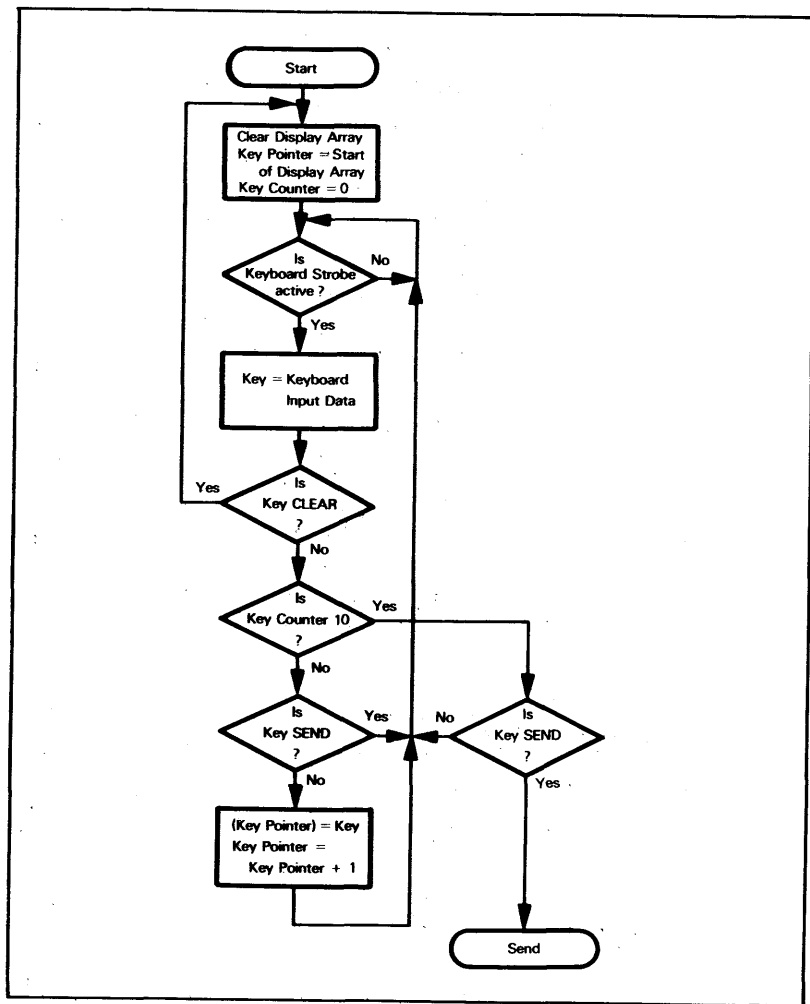 Start
Clear Display Array
Key Pointer = Start
of Display Array
Key Counter = 0
Is
Keyboard Strobe
active ?
No
Yes
Key = Keyboard
Input Data
Is
Key CLEAR
?
Yes
No
Is
Key Counter 10
?
Yes
No
Is
Key SEND
?
Yes
No
Is
Key SEND
?
No
Yes
(Key Pointer) = Key
Key Pointer =
Key Pointer + 1
Send